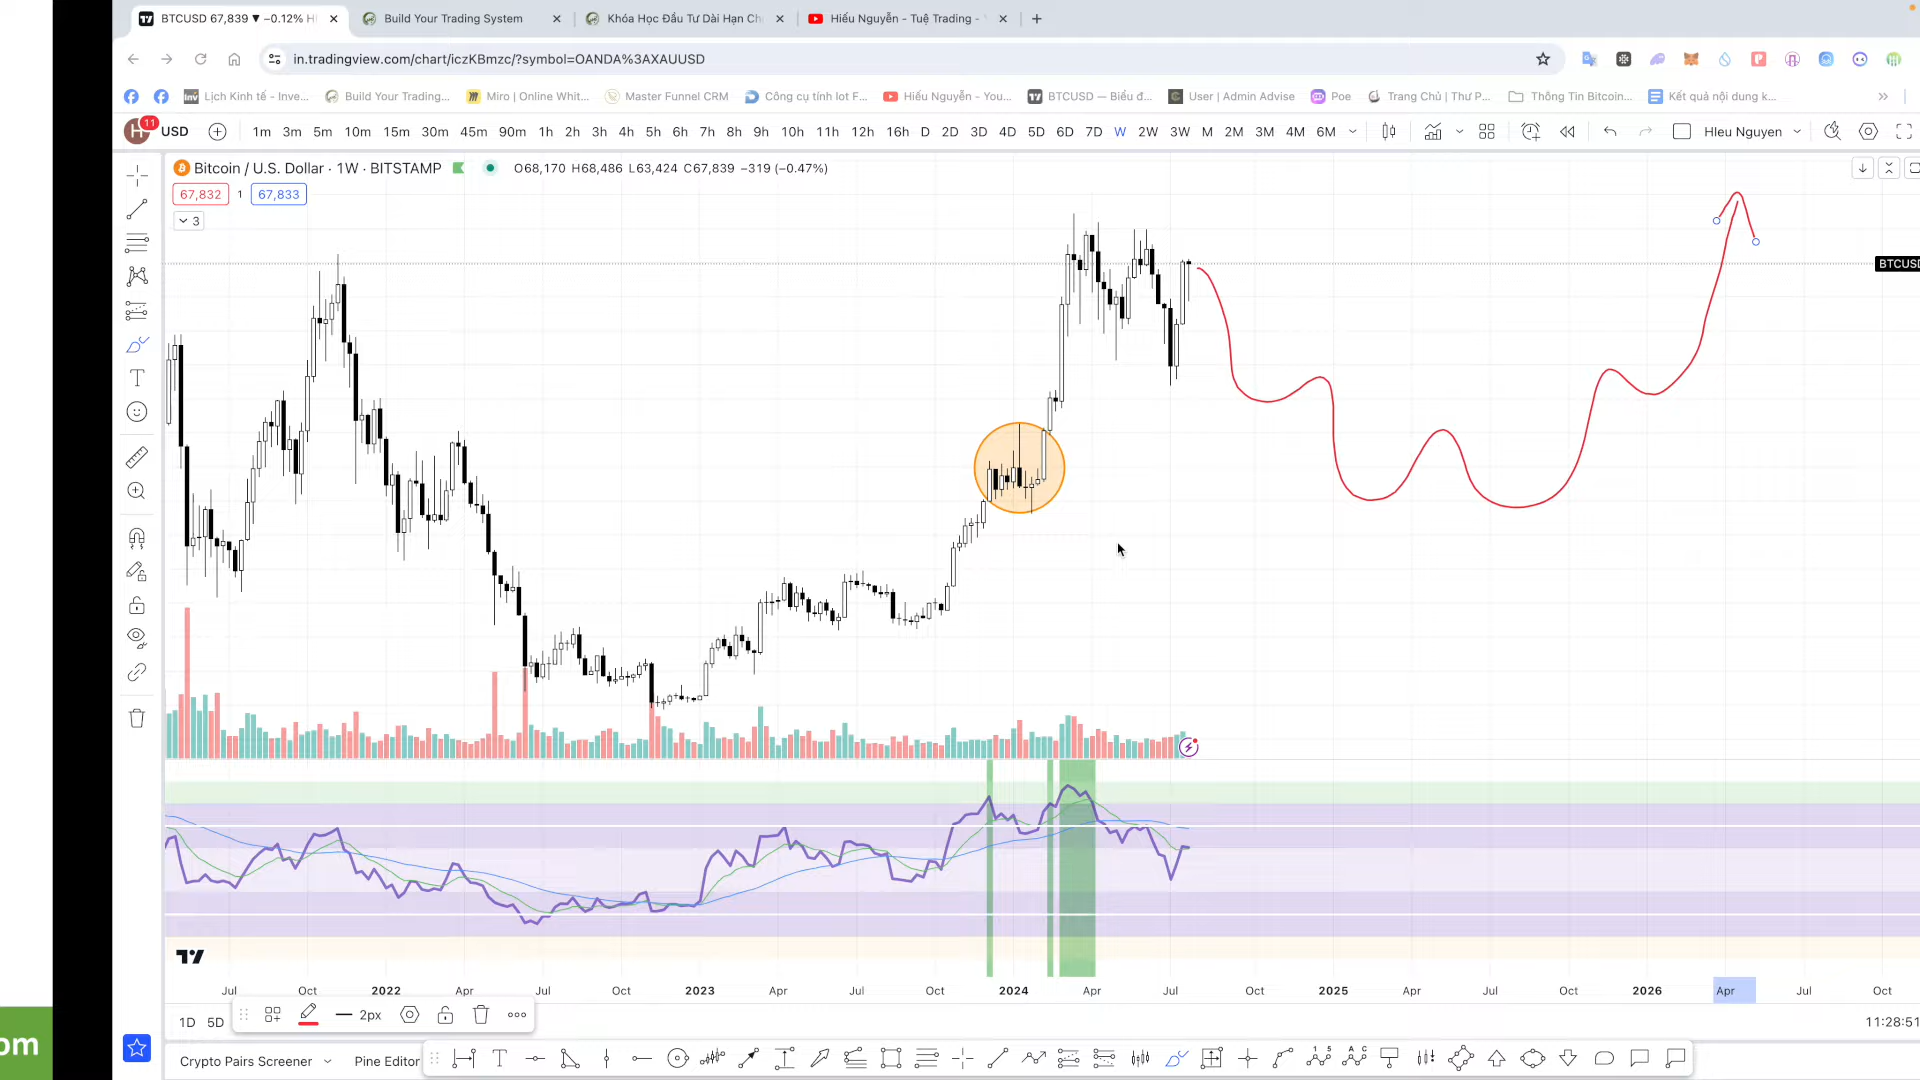 BTCUSD 67,839 ▼ −0.12% H
Build Your Trading System
Khóa Học Đầu Tư Dài Hạn Ch
Hiếu Nguyễn - Tuệ Trading -
in.tradingview.com/chart/iczKBmzc/?symbol=OANDA%3AXAUUSD
Lịch Kinh tế - Inve...
Build Your Trading...
Miro | Online Whit...
Master Funnel CRM
Công cụ tính lot F...
Hiếu Nguyễn - You...
BTCUSD — Biểu đ...
User | Admin Advise
Poe
Trang Chủ | Thư P...
Thông Tin Bitcoin...
Kết quả nội dung k...
H 11 USD 1m 3m 5m 10m 15m 30m 45m 90m 1h 2h 3h 4h 5h 6h 7h 8h 9h 10h 11h 12h 16h D 2D 3D 4D 5D 6D 7D W 2W 3W M 2M 3M 4M 6M HIeu Nguyen
Bitcoin / U.S. Dollar · 1W · BITSTAMP O68,170 H68,486 L63,424 C67,839 −319 (−0.47%)
67,832 1 67,833
3
BTCUSD
Jul Oct 2022 Apr Jul Oct 2023 Apr Jul Oct 2024 Apr Jul Oct 2025 Apr Jul Oct 2026 Apr Jul Oct
1D 5D 2px 11:28:51
om
Crypto Pairs Screener Pine Editor